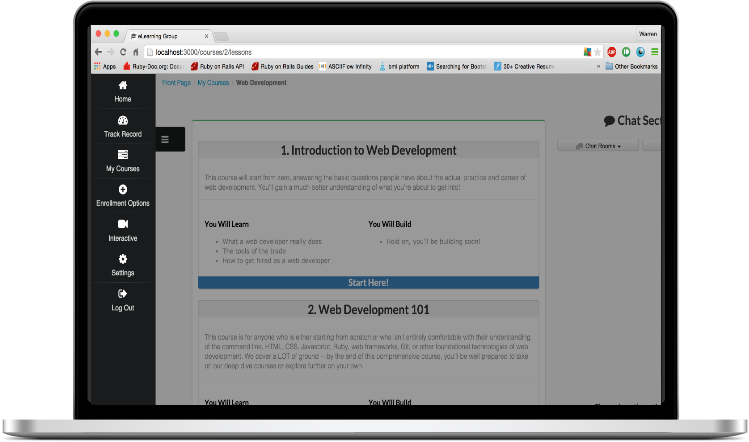 eLearning Group
Warren
localhost:3000/courses/2/lessons
Apps Ruby-Doc.org: Docu Ruby on Rails API Ruby on Rails Guides ASCIIFlow Infinity bml platform Searching for Bootst 30+ Creative Resum » Other Bookmarks
Front Page / My Courses / Web Development
Home
Track Record
My Courses
Enrollment Options
Interactive
Settings
Log Out
Chat Sect
Chat Rooms
1. Introduction to Web Development
This course will start from zero, answering the basic questions people have about the actual practice and career of
web development. You'll gain a much better understanding of what you're about to get into!
You Will Learn
• What a web developer really does
• The tools of the trade
• How to get hired as a web developer
You Will Build
• Hold on, you'll be building soon!
Start Here!
2. Web Development 101
This course is for anyone who is either starting from scratch or who isn't entirely comfortable with their understanding
of the command line, HTML, CSS, Javascript, Ruby, web frameworks, Git, or other foundational technologies of web
development. We cover a LOT of ground – by the end of this comprehensive course, you'll be well prepared to take
on our deep dive courses or explore further on your own.
You Will Learn
You Will Build